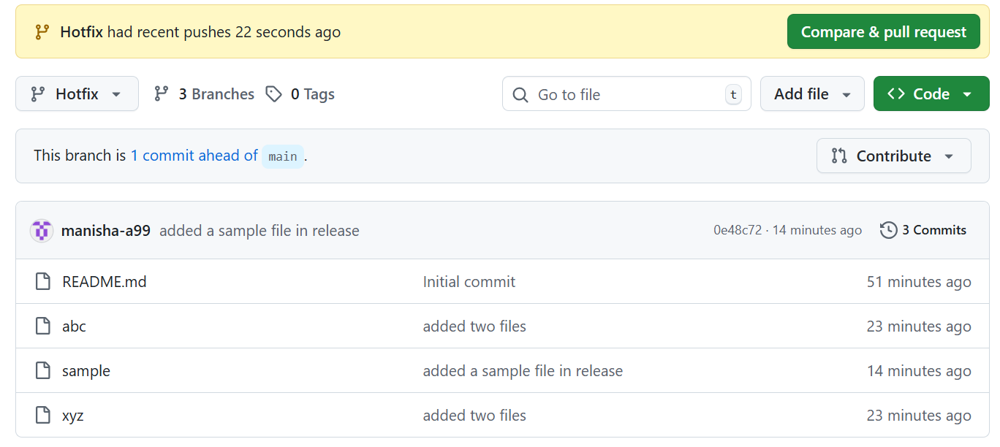 Hotfix had recent pushes 22 seconds ago Compare & pull request
Hotfix 3 Branches 0 Tags Go to file t Add file <> Code
This branch is 1 commit ahead of main . Contribute
manisha-a99 added a sample file in release 0e48c72 · 14 minutes ago 3 Commits
README.md Initial commit 51 minutes ago
abc added two files 23 minutes ago
sample added a sample file in release 14 minutes ago
xyz added two files 23 minutes ago